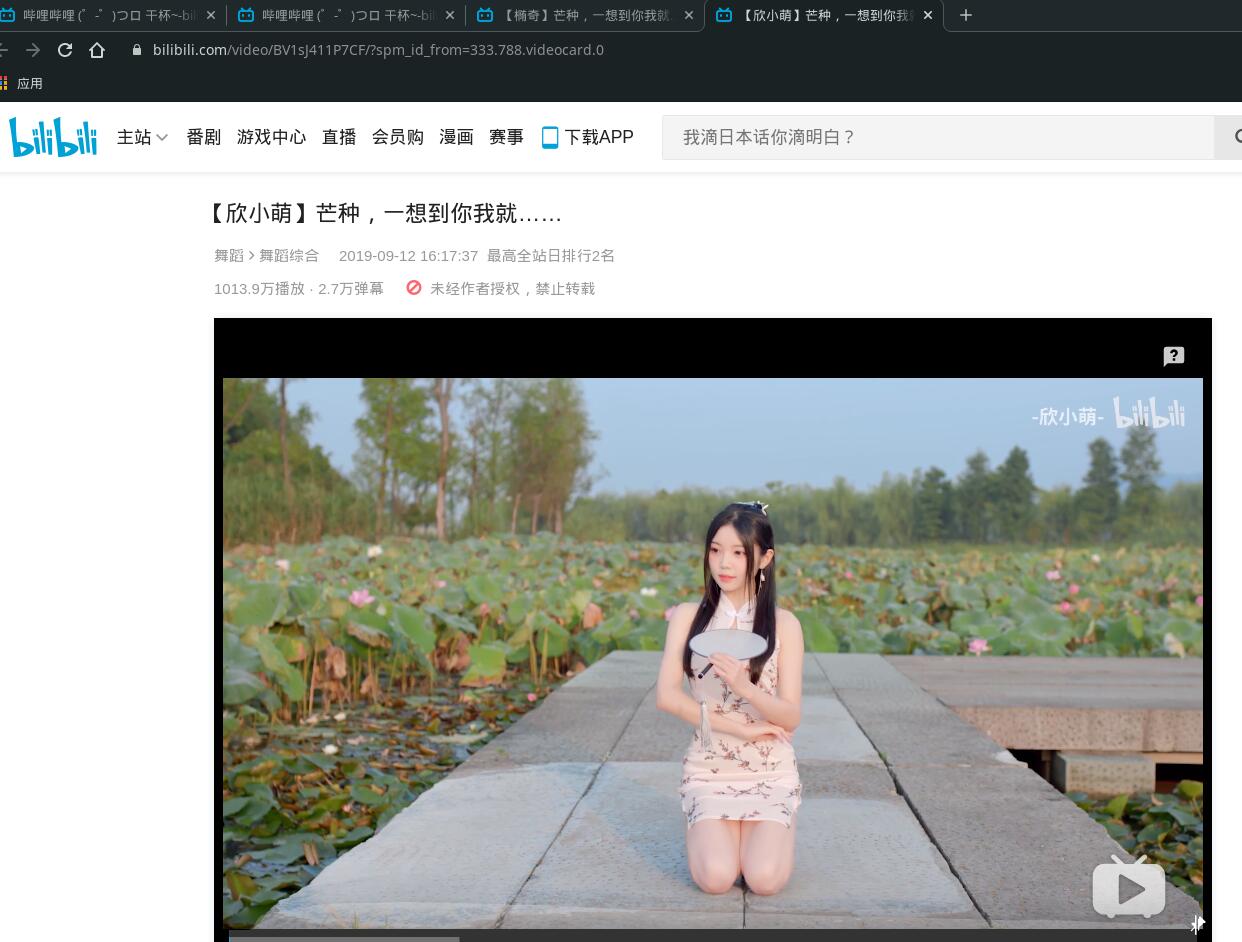 哔哩哔哩 (゜-゜)つロ 干杯~-bili
哔哩哔哩 (゜-゜)つロ 干杯~-bili
【椭奇】芒种，一想到你我就
【欣小萌】芒种，一想到你我就
bilibili.com/video/BV1sJ411P7CF/?spm_id_from=333.788.videocard.0
应用
bilibili 主站 番剧 游戏中心 直播 会员购 漫画 赛事 下载APP 我滴日本话你滴明白？
【欣小萌】芒种，一想到你我就……
舞蹈 > 舞蹈综合 2019-09-12 16:17:37 最高全站日排行2名
1013.9万播放 · 2.7万弹幕 未经作者授权，禁止转载
?
-欣小萌- bilibili